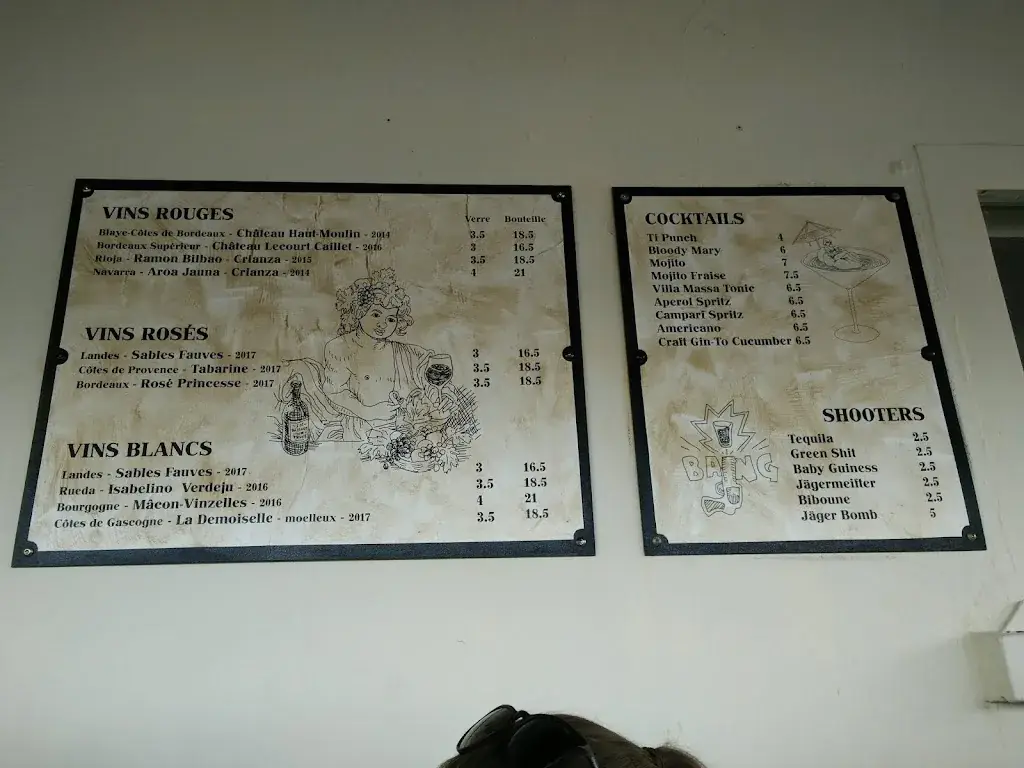 VINS ROUGES Verre Bouteille
Blaye-Côtes de Bordeaux - Château Haut-Moulin - 2014 3.5 18.5
Bordeaux Supérieur - Château Lecourt Caillet - 2016 3 16.5
Rioja - Ramon Bilbao - Crianza - 2015 3.5 18.5
Navarra - Aroa Jauna - Crianza - 2014 4 21
VINS ROSÉS
Landes - Sables Fauves - 2017 3 16.5
Côtes de Provence - Tabarine - 2017 3.5 18.5
Bordeaux - Rosé Princesse - 2017 3.5 18.5
VINS BLANCS
Landes - Sables Fauves - 2017 3 16.5
Rueda - Isabelino Verdeju - 2016 3.5 18.5
Bourgogne - Mâcon-Vinzelles - 2016 4 21
Côtes de Gascogne - La Demoiselle - moelleux - 2017 3.5 18.5
COCKTAILS
Ti Punch 4
Bloody Mary 6
Mojito 7
Mojito Fraise 7.5
Villa Massa Tonic 6.5
Aperol Spritz 6.5
Camparï Spritz 6.5
Americano 6.5
Craft Gin-To Cucumber 6.5
BANG
SHOOTERS
Tequila 2.5
Green Shit 2.5
Baby Guiness 2.5
Jägermeifter 2.5
Biboune 2.5
Jäger Bomb 5